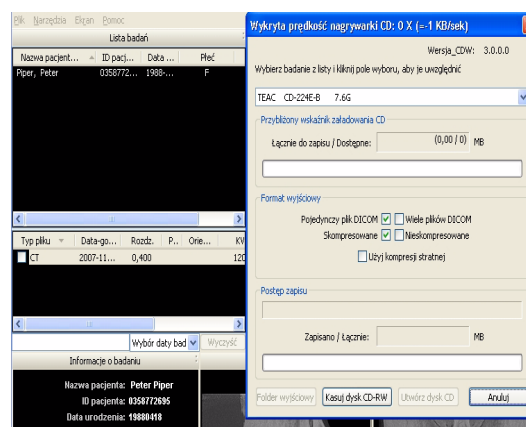 Plik Narzędzia Ekran Pomoc
Lista badań
Nazwa pacjent... ID pacj... Data ... Płeć
Piper, Peter 0358772... 1988-... F
Typ pliku Data-go... Rozdz. P... Orie... KV
CT 2007-11... 0,400 120
Wybór daty bad Wyczyść
Informacje o badaniu
Nazwa pacjenta: Peter Piper
ID pacjenta: 0358772695
Data urodzenia: 19880418
Wykryta prędkość nagrywarki CD: 0 X (=-1 KB/sek)
Wersja_CDW: 3.0.0.0
Wybierz badanie z listy i kliknij pole wyboru, aby je uwzględnić
TEAC CD-224E-B 7.6G
Przybliżony wskaźnik załadowania CD
Łącznie do zapisu / Dostępne: (0,00 / 0) MB
Format wyjściowy
Pojedynczy plik DICOM Wiele plików DICOM
Skompresowane Nieskompresowane
Użyj kompresji stratnej
Postęp zapisu
Zapisano / Łącznie: MB
Folder wyjściowy Kasuj dysk CD-RW Utwórz dysk CD Anuluj